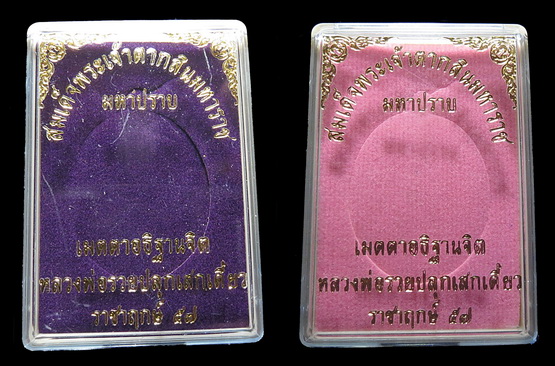 สมเด็จพระเจ้าตากสินมหาราช
มหาปราบ
เมตตาอธิฐานจิต
หลวงพ่อรวยปลุกเสกเดี่ยว
ราชาฤกษ์ ๕๗
สมเด็จพระเจ้าตากสินมหาราช
มหาปราบ
เมตตาอธิฐานจิต
หลวงพ่อรวยปลุกเสกเดี่ยว
ราชาฤกษ์ ๕๗